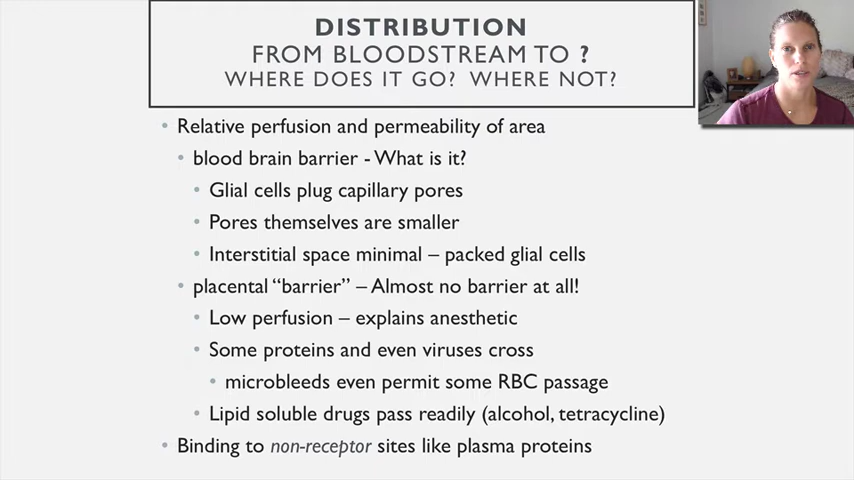 DISTRIBUTION
FROM BLOODSTREAM TO ?
WHERE DOES IT GO? WHERE NOT?
• Relative perfusion and permeability of area
• blood brain barrier - What is it?
• Glial cells plug capillary pores
• Pores themselves are smaller
• Interstitial space minimal – packed glial cells
• placental “barrier” – Almost no barrier at all!
• Low perfusion – explains anesthetic
• Some proteins and even viruses cross
• microbleeds even permit some RBC passage
• Lipid soluble drugs pass readily (alcohol, tetracycline)
• Binding to non-receptor sites like plasma proteins